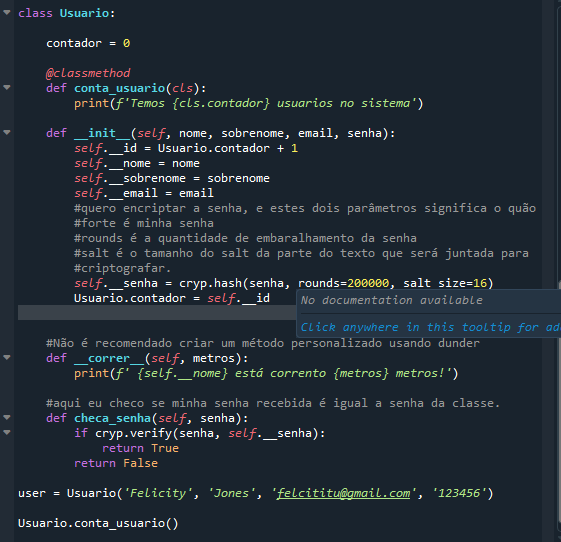 class Usuario:
contador = 0
@classmethod
def conta_usuario(cls):
print(f'Temos {cls.contador} usuarios no sistema')
def __init__(self, nome, sobrenome, email, senha):
self.__id = Usuario.contador + 1
self.__nome = nome
self.__sobrenome = sobrenome
self.__email = email
#quero encriptar a senha, e estes dois parâmetros significa o quão
#forte é minha senha
#rounds é a quantidade de embaralhamento da senha
#salt é o tamanho do salt da parte do texto que será juntada para
#criptografar.
self.__senha = cryp.hash(senha, rounds=200000, salt_size=16)
Usuario.contador = self.__id
No documentation available
Click anywhere in this tooltip for ad
#Não é recomendado criar um método personalizado usando dunder
def __correr__(self, metros):
print(f' {self.__nome} está corrento {metros} metros!')
#aqui eu checo se minha senha recebida é igual a senha da classe.
def checa_senha(self, senha):
if cryp.verify(senha, self.__senha):
return True
return False
user = Usuario('Felicity', 'Jones', 'felcititu@gmail.com', '123456')
Usuario.conta_usuario()